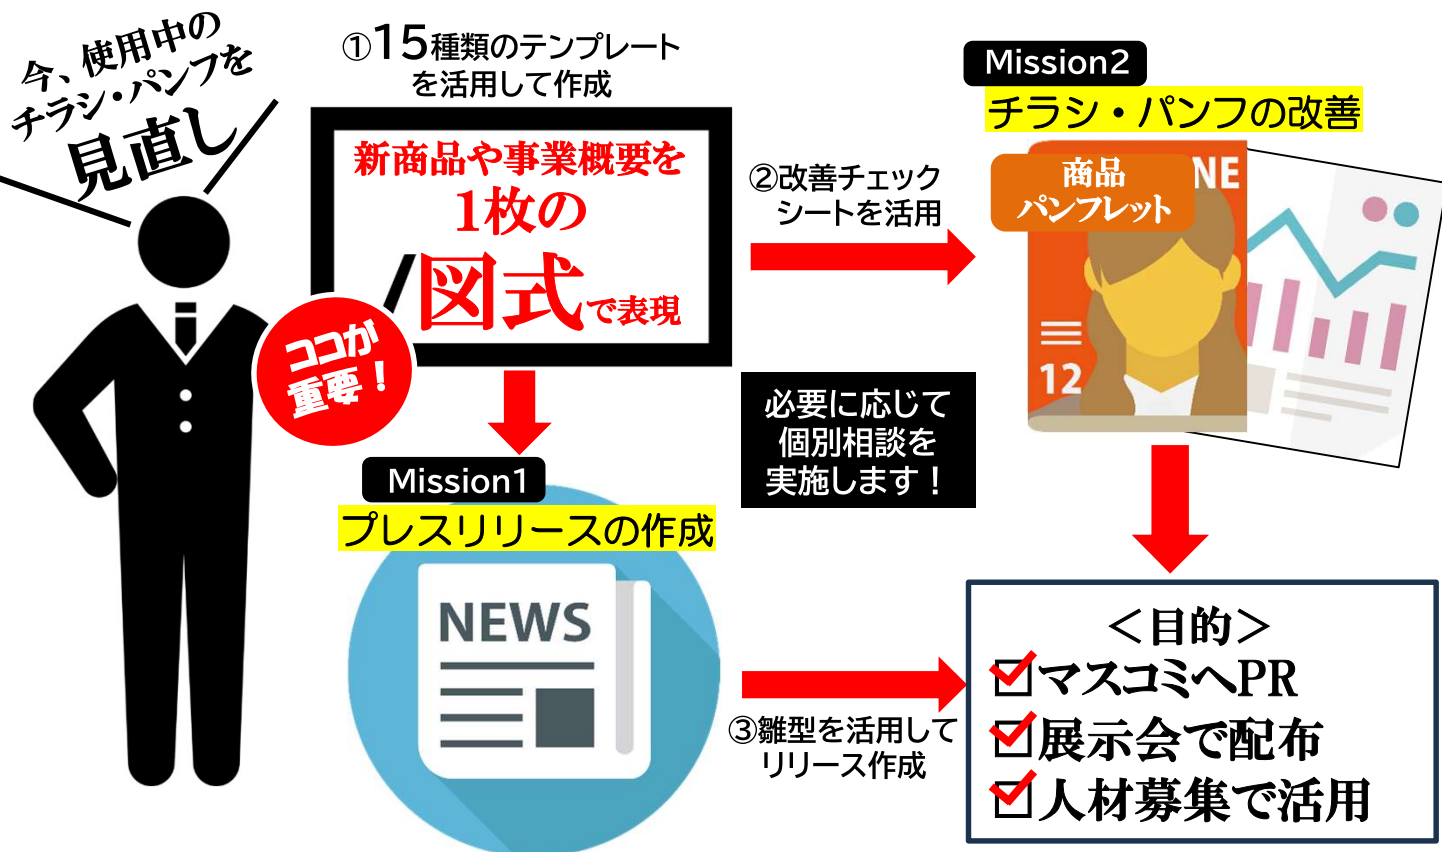 今、使用中の
チラシ・パンフを
見直し
①15種類のテンプレート
を活用して作成
新商品や事業概要を
1枚の
図式で表現
ココが
重要！
②改善チェック
シートを活用
Mission2
チラシ・パンフの改善
商品
パンフレット
NE
12
必要に応じて
個別相談を
実施します！
Mission1
プレスリリースの作成
NEWS
③雛型を活用して
リリース作成
＜目的＞
マスコミへPR
展示会で配布
人材募集で活用